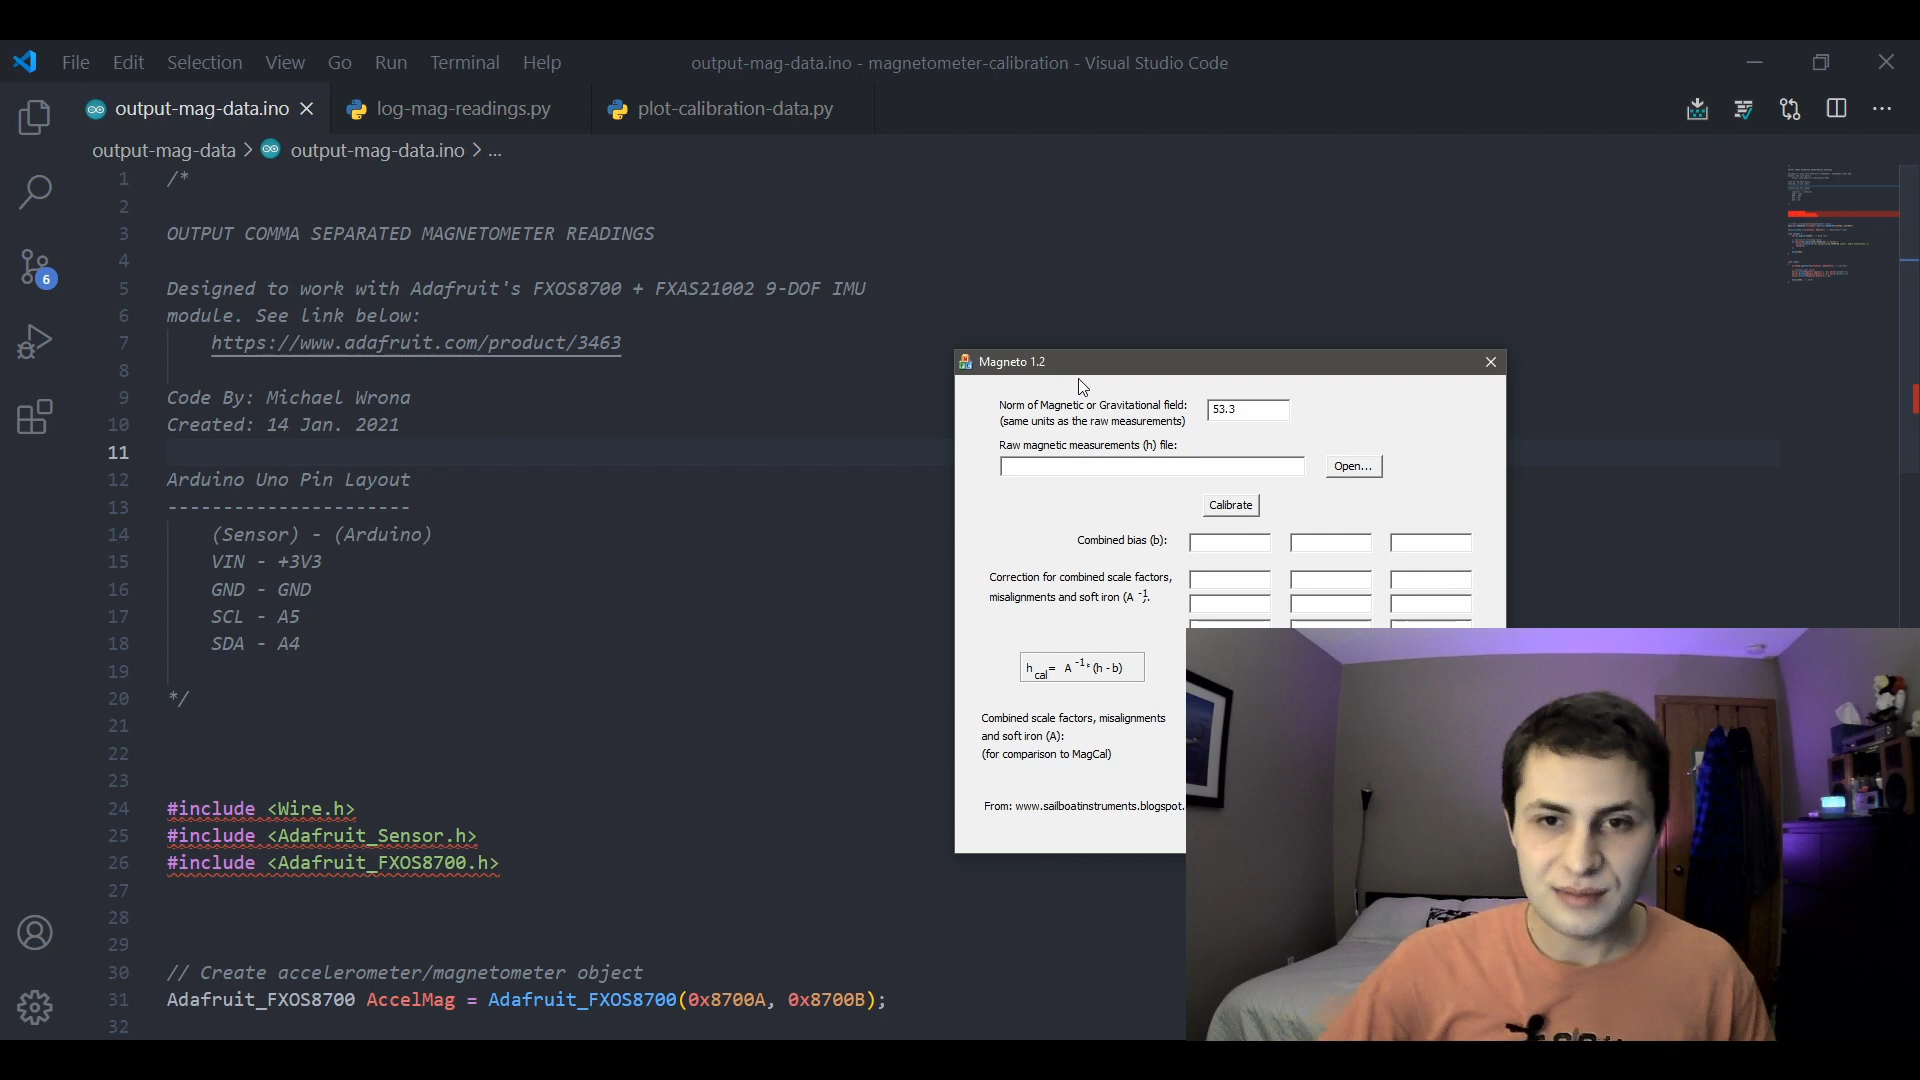 File Edit Selection View Go Run Terminal Help
output-mag-data.ino - magnetometer-calibration - Visual Studio Code
output-mag-data.ino
log-mag-readings.py
plot-calibration-data.py
output-mag-data > output-mag-data.ino > ...
1 /*
2
3 OUTPUT COMMA SEPARATED MAGNETOMETER READINGS
4
5 Designed to work with Adafruit's FXOS8700 + FXAS21002 9-DOF IMU
6 module. See link below:
7 https://www.adafruit.com/product/3463
8
9 Code By: Michael Wrona
10 Created: 14 Jan. 2021
11
12 Arduino Uno Pin Layout
13 ----------------------
14 (Sensor) - (Arduino)
15 VIN - +3V3
16 GND - GND
17 SCL - A5
18 SDA - A4
19
20 */
21
22
23
24 #include <Wire.h>
25 #include <Adafruit_Sensor.h>
26 #include <Adafruit_FXOS8700.h>
27
28
29
30 // Create accelerometer/magnetometer object
31 Adafruit_FXOS8700 AccelMag = Adafruit_FXOS8700(0x8700A, 0x8700B);
32
6
Magneto 1.2
Norm of Magnetic or Gravitational field:
(same units as the raw measurements)
53.3
Raw magnetic measurements (h) file:
Open...
Calibrate
Combined bias (b):
Correction for combined scale factors,
misalignments and soft iron (A -1):
h cal = A -1 * (h - b)
Combined scale factors, misalignments
and soft iron (A):
(for comparison to MagCal)
From: www.sailboatinstruments.blogspot.